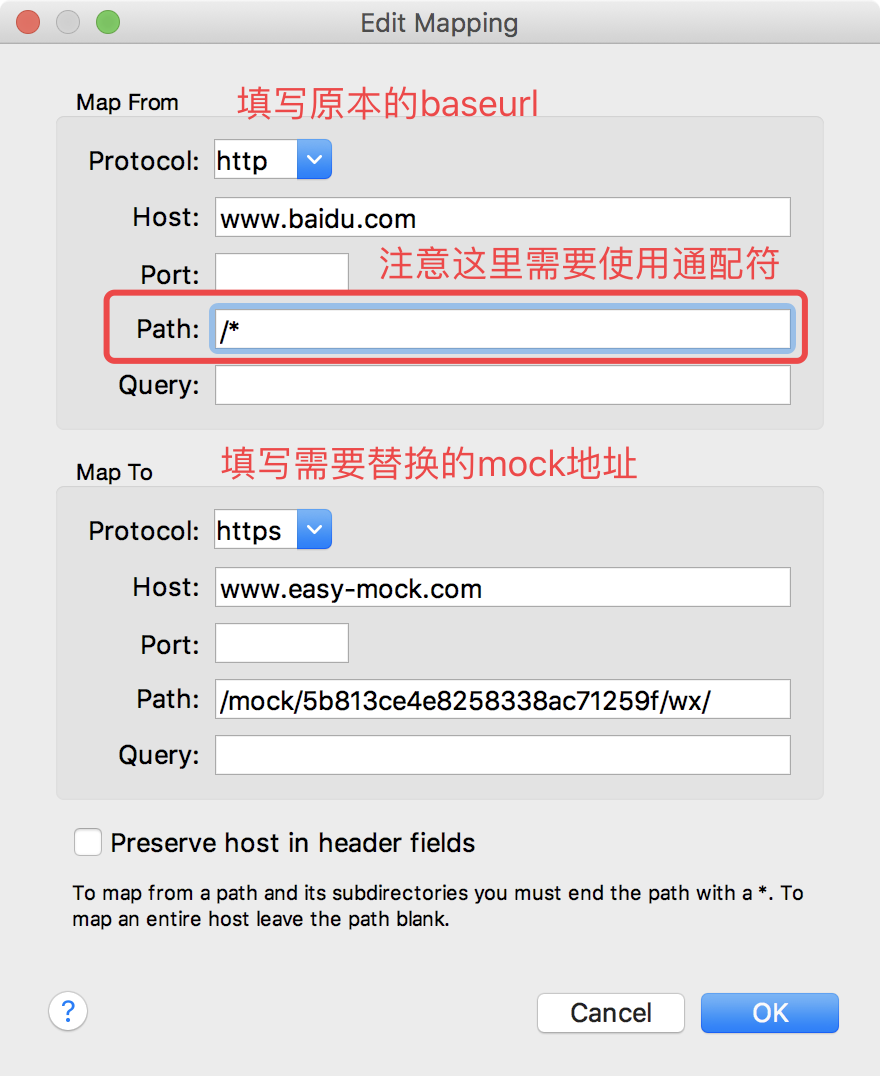 Edit Mapping
Map From
填写原本的baseurl
Protocol: http
Host: www.baidu.com
注意这里需要使用通配符
Port:
Path: /*
Query:
Map To
填写需要替换的mock地址
Protocol: https
Host: www.easy-mock.com
Port:
Path: /mock/5b813ce4e8258338ac71259f/wx/
Query:
Preserve host in header fields
To map from a path and its subdirectories you must end the path with a *. To
map an entire host leave the path blank.
?
Cancel
OK